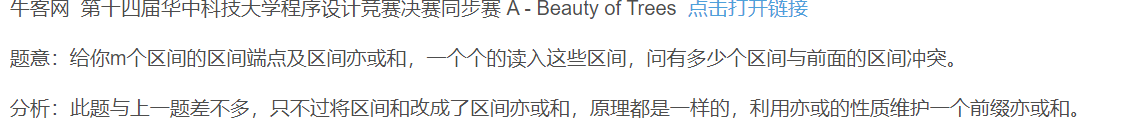 牛客网 第十四届华中科技大学程序设计竞赛决赛同步赛 A - Beauty of Trees 点击打开链接
题意：给你m个区间的区间端点及区间亦或和，一个个的读入这些区间，问有多少个区间与前面的区间冲突。
分析：此题与上一题差不多，只不过将区间和改成了区间亦或和，原理都是一样的，利用亦或的性质维护一个前缀亦或和。